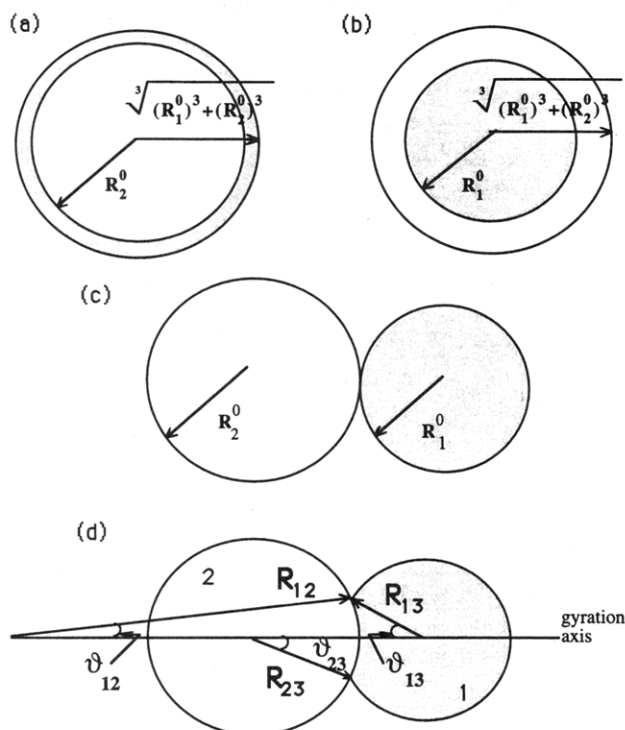 (a)
(b)
∛(R₁⁰)³+(R₂⁰)³
∛(R₁⁰)³+(R₂⁰)³
R₂⁰
R₁⁰
(c)
R₂⁰
R₁⁰
(d)
2
R₁₂
R₁₃
gyration
axis
ϑ₁₂
ϑ₂₃
ϑ₁₃
R₂₃
1